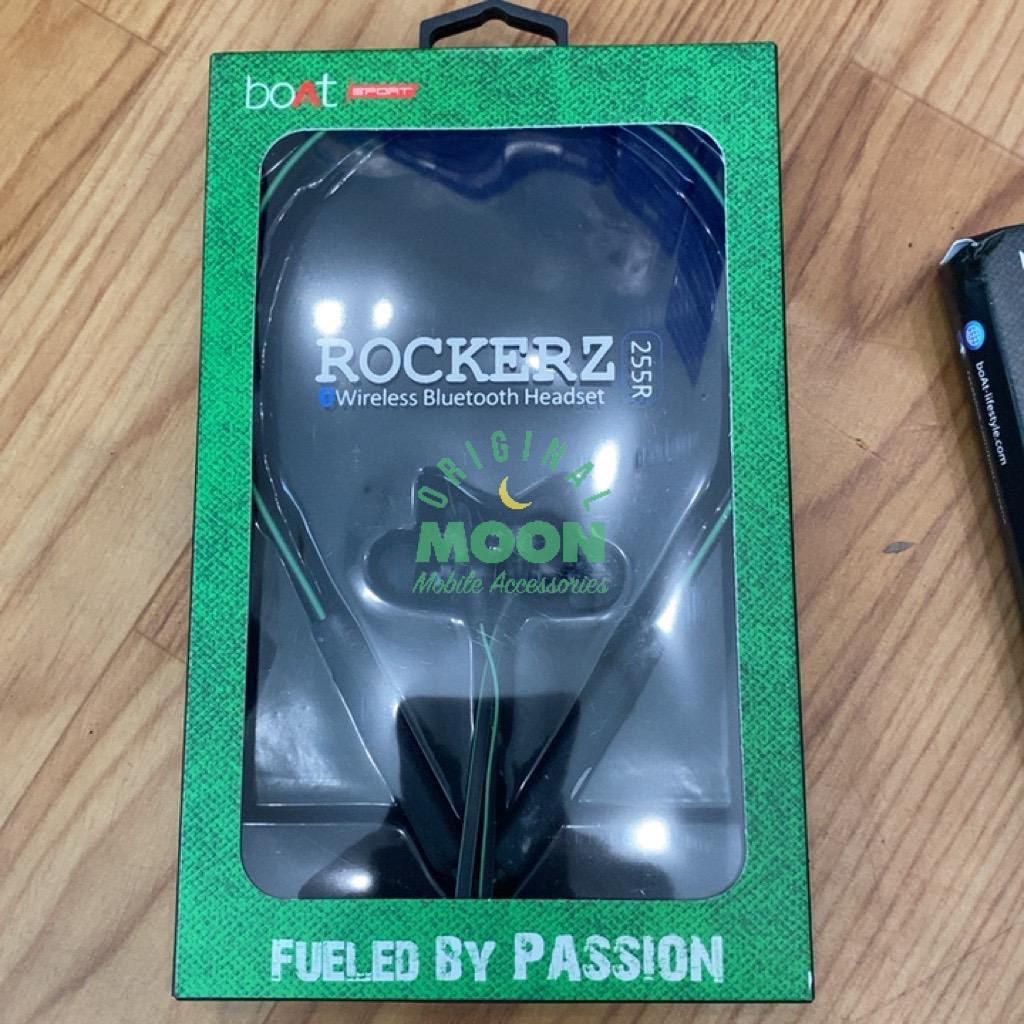 boAt SPORT
ROCKERZ 255R
Wireless Bluetooth Headset
ORIGINAL
MOON
Mobile Accessories
FUELED BY PASSION
boAt-lifestyle.com